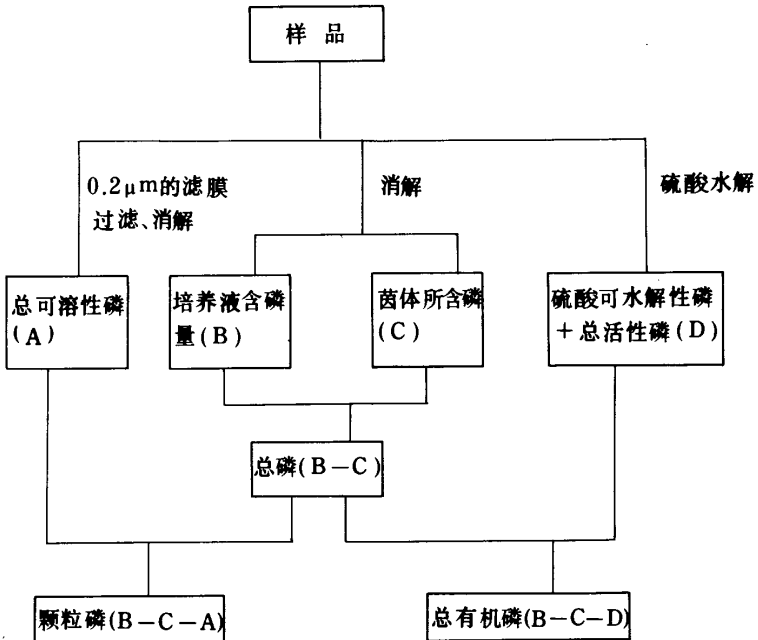 样 品
0.2μm的滤膜
过滤、消解
消解
硫酸水解
总可溶性磷
(A)
培养液含磷
量(B)
菌体所含磷
(C)
硫酸可水解性磷
+总活性磷(D)
总磷(B-C)
颗粒磷(B-C-A)
总有机磷(B-C-D)